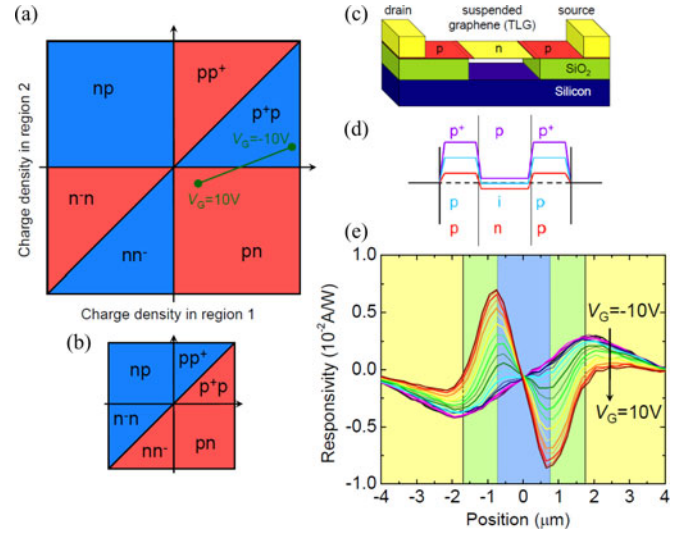 (a)
Charge density in region 2
np
pp+
p+p
VG=-10V
VG=10V
n-n
nn-
pn
Charge density in region 1
(b)
np
pp+
p+p
n-n
nn-
pn
(c)
drain
suspended
graphene (TLG)
source
p n p
SiO2
Silicon
(d)
p+ p p+
p i p
p n p
(e)
Responsivity (10-2A/W)
1.0
0.5
0.0
-0.5
-1.0
VG=-10V
VG=10V
-4 -3 -2 -1 0 1 2 3 4
Position (μm)